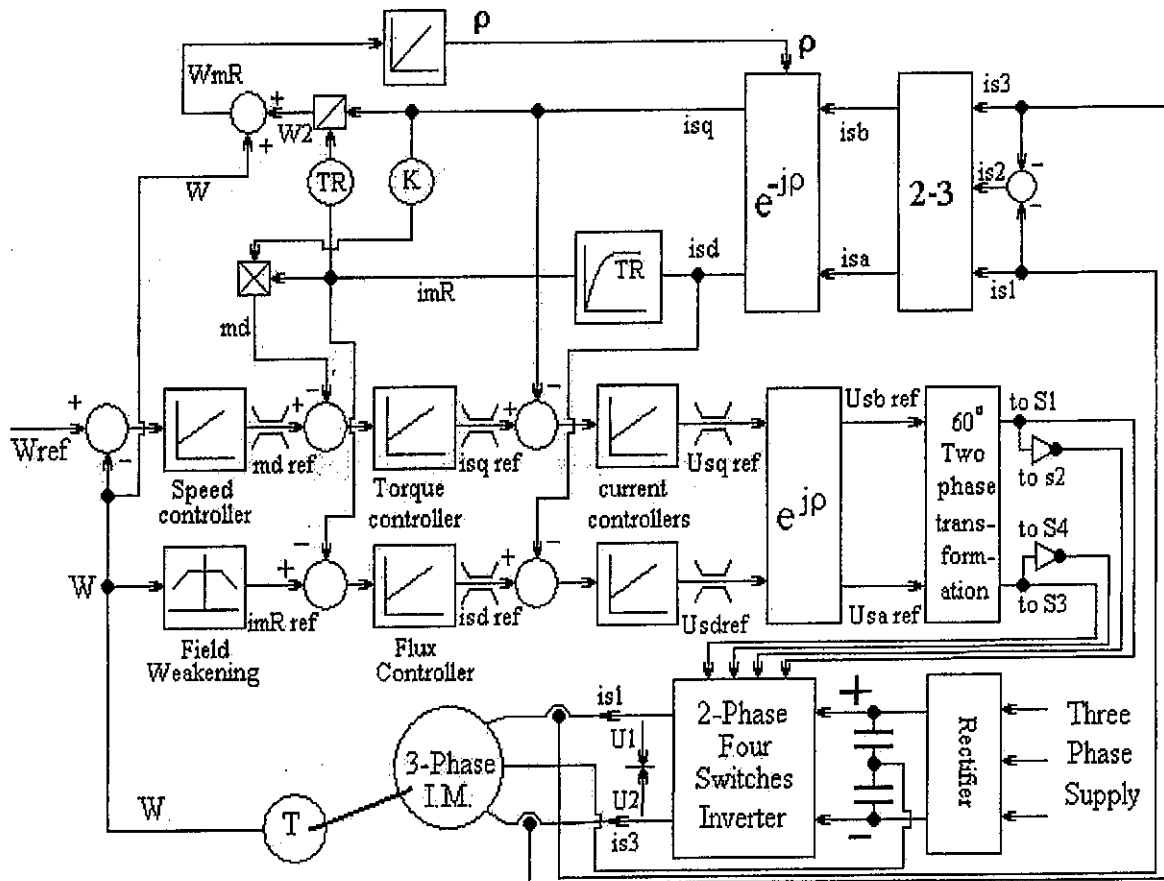 ρ
ρ
WmR
is3
+
W2
+
isq
isb
is2
-
-
W
TR
K
e^-jρ
2-3
isd
TR
imR
isa
is1
md
-
-
+
Wref
-
+
md ref
+
isq ref
Usq ref
Usb ref
60°
Two
phase
trans-
form-
ation
to S1
to s2
Speed
controller
Torque
controller
current
controllers
e^jρ
to S4
to S3
W
-
+
imR ref
-
+
isd ref
Usdref
Usa ref
Field
Weakening
Flux
Controller
is1
U1
U2
is3
3-Phase
I.M.
2-Phase
Four
Switches
Inverter
+
-
Rectifier
Three
Phase
Supply
W
T